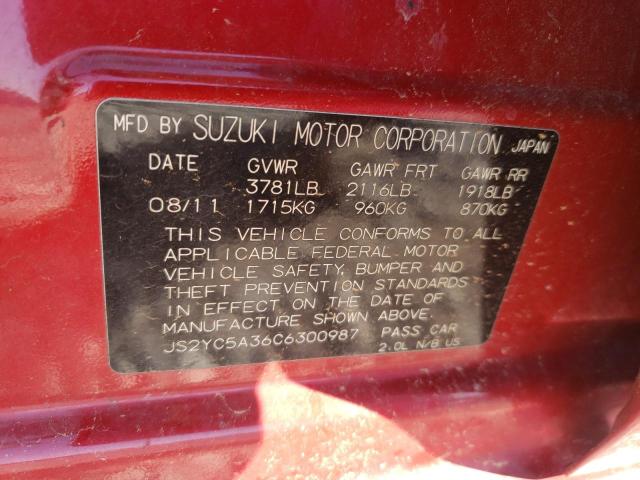 MFD BY SUZUKI MOTOR CORPORATION, JAPAN
DATE GVWR GAWR FRT GAWR RR
3781LB 2116LB 1918LB
08/11 1715KG 960KG 870KG
THIS VEHICLE CONFORMS TO ALL
APPLICABLE FEDERAL MOTOR
VEHICLE SAFETY, BUMPER AND
THEFT PREVENTION STANDARDS
IN EFFECT ON THE DATE OF
MANUFACTURE SHOWN ABOVE.
JS2YC5A36C6300987 PASS CAR
2.0L N/B US